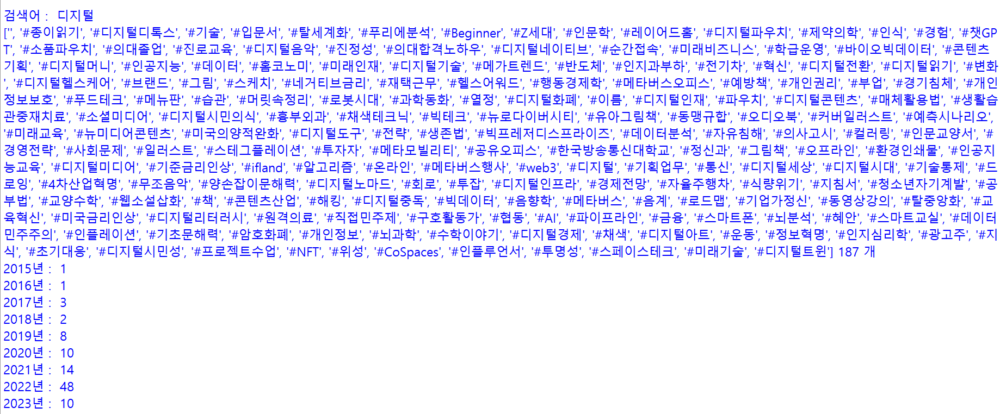 검색어 :  디지털
['', '#종이읽기', '#디지털디톡스', '#기술', '#입문서', '#탈세계화', '#푸리에분석', '#Beginner', '#Z세대', '#인문학', '#레이어드홈', '#디지털파우치', '#제약의학', '#인식', '#경험', '#챗GP
T', '#소품파우치', '#의대졸업', '#진로교육', '#디지털음악', '#진정성', '#의대합격노하우', '#디지털네이티브', '#순간접속', '#미래비즈니스', '#학급운영', '#바이오빅데이터', '#콘텐츠
기획', '#디지털머니', '#인공지능', '#데이터', '#홈코노미', '#미래인재', '#디지털기술', '#메가트렌드', '#반도체', '#인지과부하', '#전기차', '#혁신', '#디지털전환', '#디지털읽기', '#변화
', '#디지털헬스케어', '#브랜드', '#그림', '#스케치', '#네거티브금리', '#재택근무', '#헬스어워드', '#행동경제학', '#메타버스오피스', '#예방책', '#개인권리', '#부업', '#경기침체', '#개인
정보보호', '#푸드테크', '#메뉴판', '#습관', '#머릿속정리', '#로봇시대', '#과학동화', '#열정', '#디지털화폐', '#이름', '#디지털인재', '#파우치', '#디지털콘텐츠', '#매체활용법', '#생활습
관중재치료', '#소셜미디어', '#디지털시민의식', '#흉부외과', '#채색테크닉', '#빅테크', '#뉴로다이버시티', '#유아그림책', '#동맹규합', '#오디오북', '#커버일러스트', '#예측시나리오',
'#미래교육', '#뉴미디어콘텐츠', '#미국의양적완화', '#디지털도구', '#전략', '#생존법', '#빅프레저디스프라이즈', '#데이터분석', '#자유침해', '#의사고시', '#컬러링', '#인문교양서', '#
경영전략', '#사회문제', '#일러스트', '#스테그플레이션', '#투자자', '#메타모빌리티', '#공유오피스', '#한국방송통신대학교', '#정신과', '#그림책', '#오프라인', '#환경인쇄물', '#인공지
능교육', '#디지털미디어', '#기준금리인상', '#ifland', '#알고리즘', '#온라인', '#메타버스행사', '#web3', '#디지털', '#기획업무', '#통신', '#디지털세상', '#디지털시대', '#기술통제', '#드
로잉', '#4차산업혁명', '#무조음악', '#양손잡이문해력', '#디지털노마드', '#회로', '#투잡', '#디지털인프라', '#경제전망', '#자율주행차', '#식량위기', '#지침서', '#청소년자기계발', '#공
부법', '#교양수학', '#웹소설삽화', '#책', '#콘텐츠산업', '#해킹', '#디지털중독', '#빅데이터', '#음향학', '#메타버스', '#음계', '#로드맵', '#기업가정신', '#동영상강의', '#탈중앙화', '#교
육혁신', '#미국금리인상', '#디지털리터러시', '#원격의료', '#직접민주제', '#구호활동가', '#협동', '#AI', '#파이프라인', '#금융', '#스마트폰', '#뇌분석', '#혜안', '#스마트교실', '#데이터
민주주의', '#인플레이션', '#기초문해력', '#암호화폐', '#개인정보', '#뇌과학', '#수학이야기', '#디지털경제', '#채색', '#디지털아트', '#운동', '#정보혁명', '#인지심리학', '#광고주', '#지
식', '#초기대응', '#디지털시민성', '#프로젝트수업', '#NFT', '#위성', '#CoSpaces', '#인플루언서', '#투명성', '#스페이스테크', '#미래기술', '#디지털트윈'] 187 개
2015년 :  1
2016년 :  1
2017년 :  3
2018년 :  2
2019년 :  8
2020년 :  10
2021년 :  14
2022년 :  48
2023년 :  10